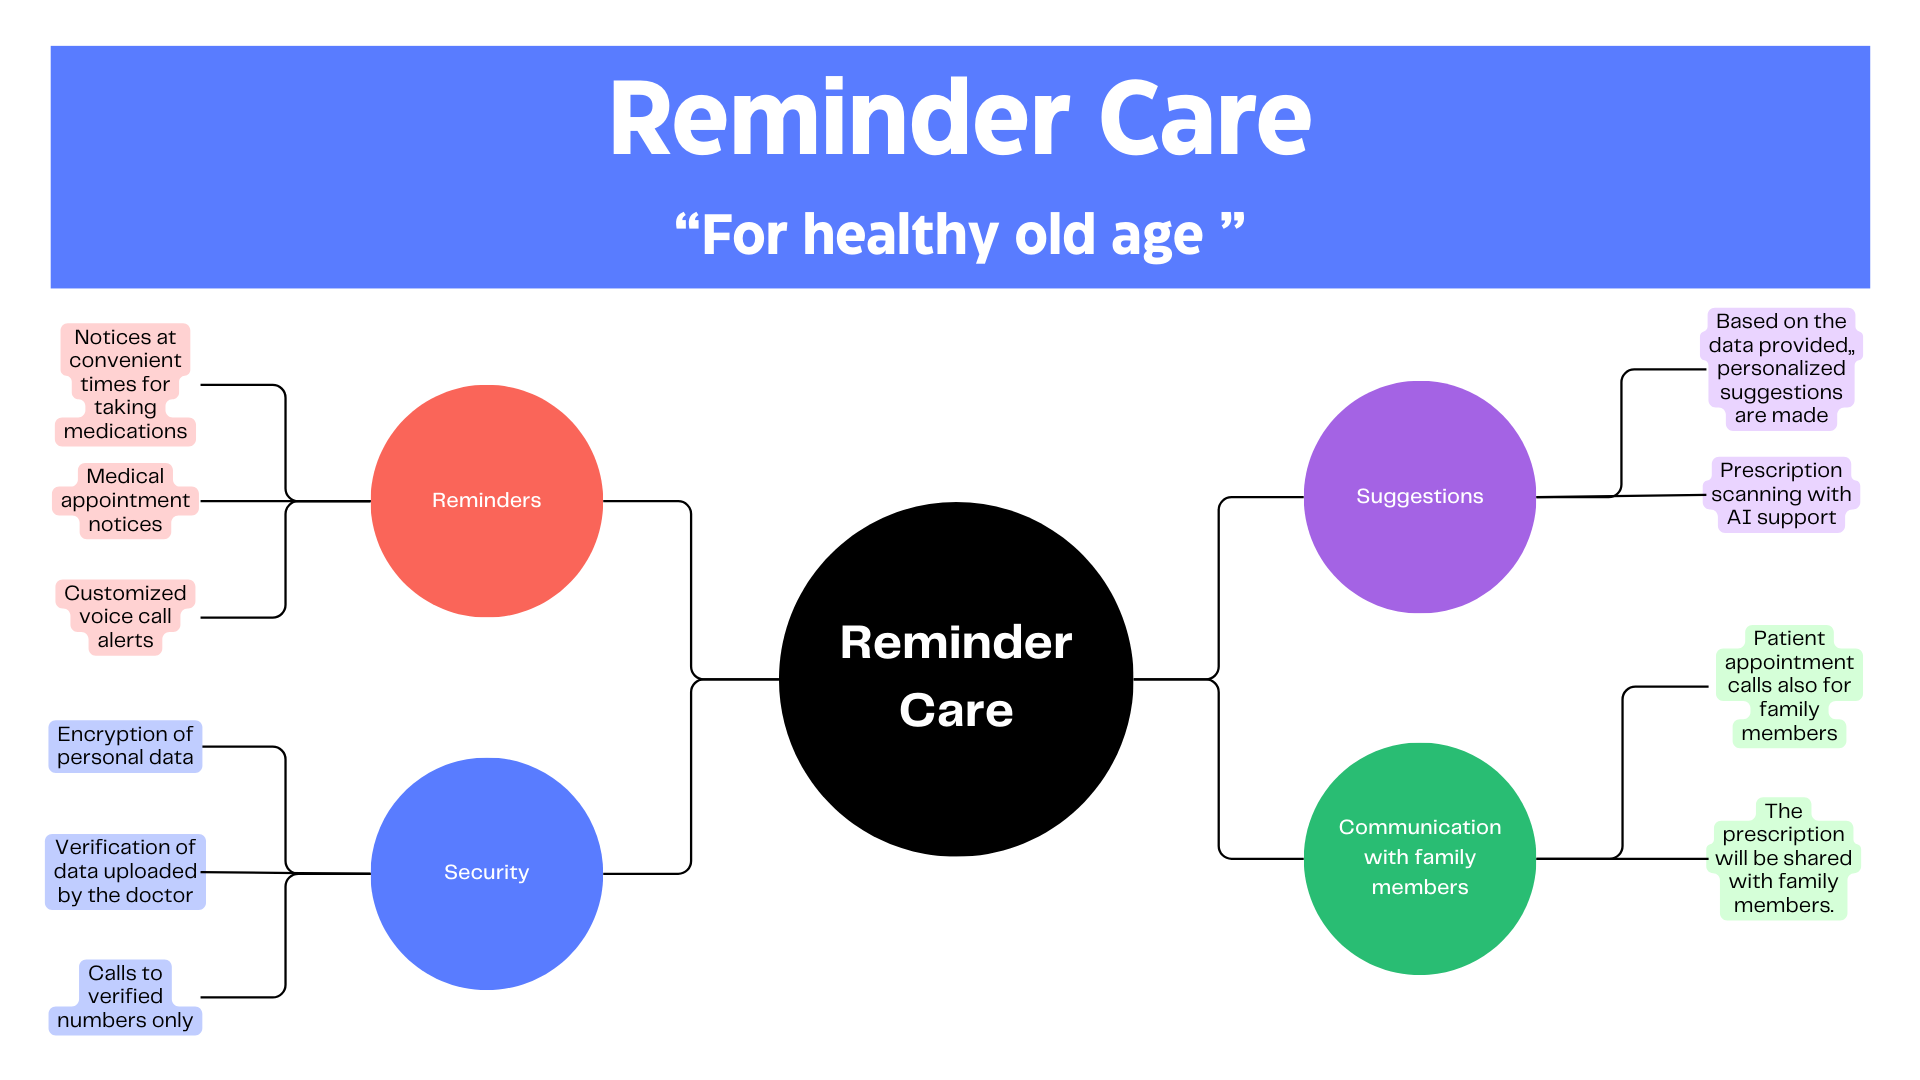 Reminder Care
“For healthy old age ”
Notices at
convenient
times for
taking
medications
Medical
appointment
notices
Customized
voice call
alerts
Reminders
Encryption of
personal data
Verification of
data uploaded
by the doctor
Calls to
verified
numbers only
Security
Reminder
Care
Suggestions
Based on the
data provided,,
personalized
suggestions
are made
Prescription
scanning with
AI support
Communication
with family
members
Patient
appointment
calls also for
family
members
The
prescription
will be shared
with family
members.